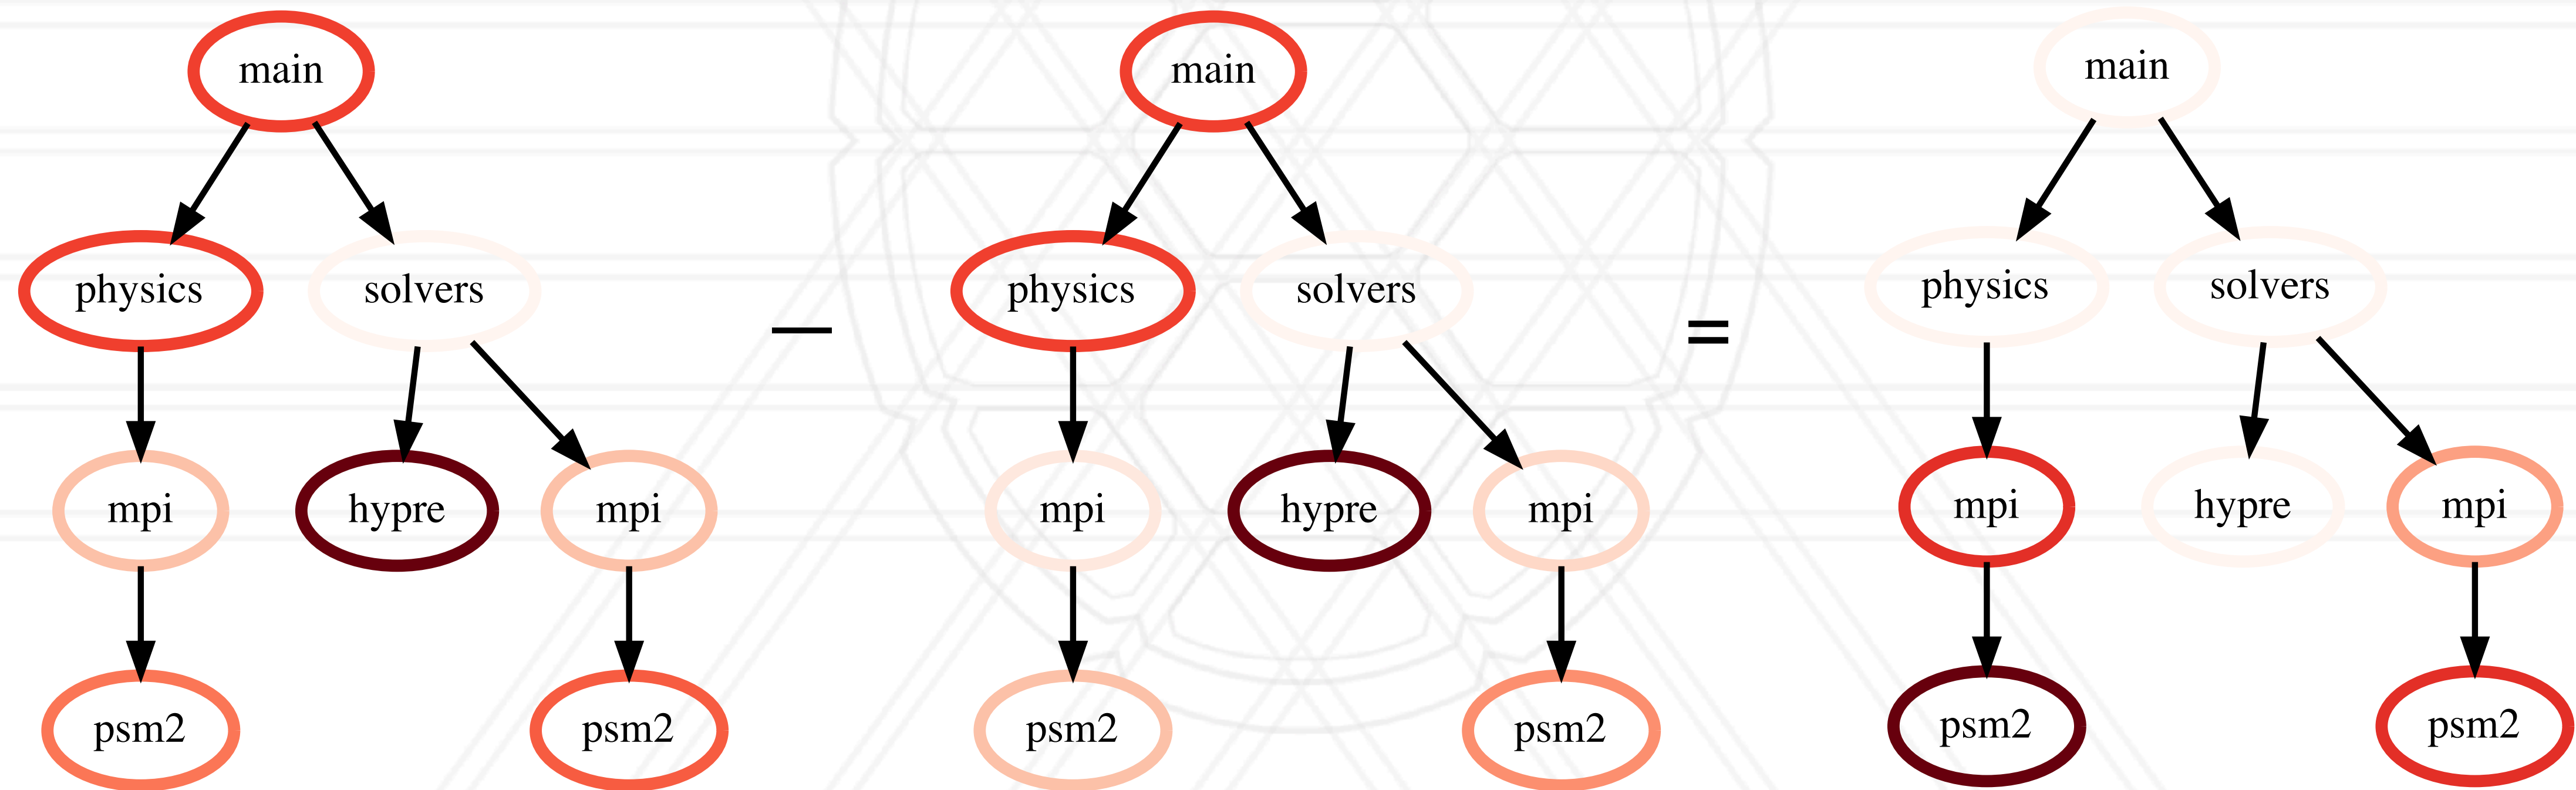 main
physics
solvers
mpi
hypre
mpi
psm2
psm2
—
main
physics
solvers
mpi
hypre
mpi
psm2
psm2
=
main
physics
solvers
mpi
hypre
mpi
psm2
psm2